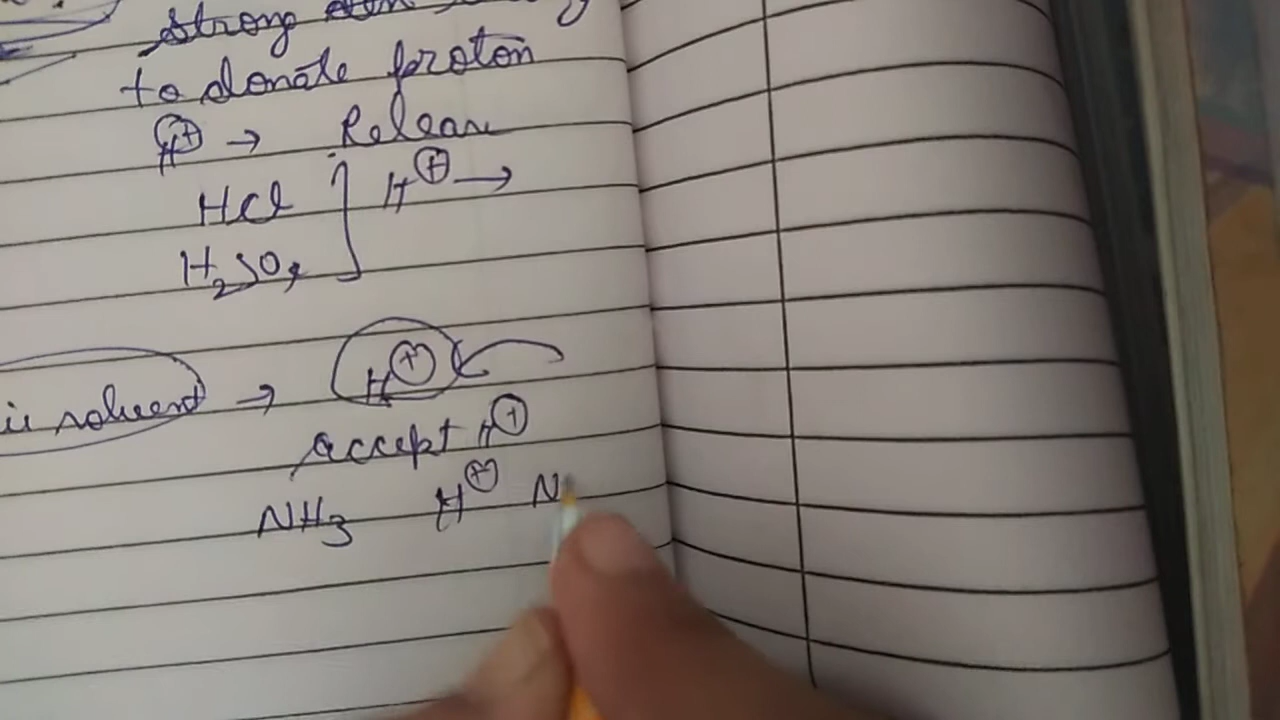 strong
to donate proton
H⊕ → Release
HCl
H⊕ →
H₂SO₄
solvent → H⊕
accept H⊕
NH₃ H⊕ N